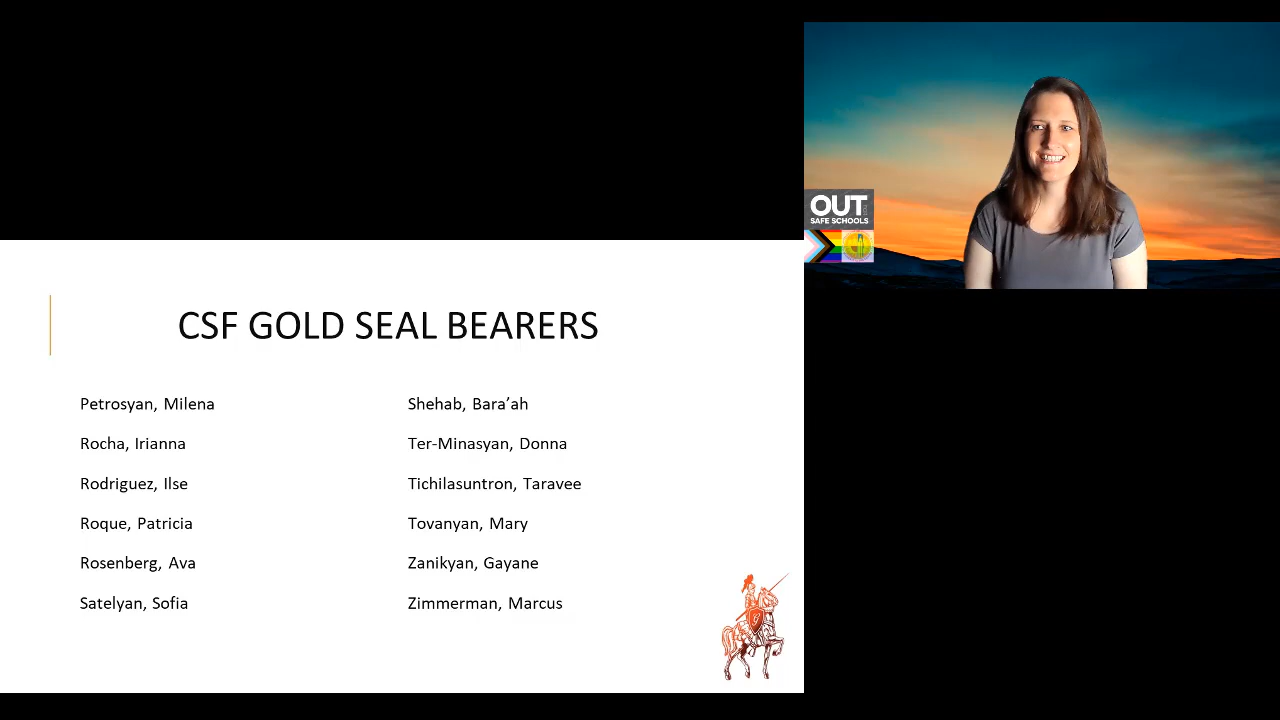 OUT
SAFE SCHOOLS
CSF GOLD SEAL BEARERS
Petrosyan, Milena
Rocha, Irianna
Rodriguez, Ilse
Roque, Patricia
Rosenberg, Ava
Satelyan, Sofia
Shehab, Bara’ah
Ter-Minasyan, Donna
Tichilasuntron, Taravee
Tovanyan, Mary
Zanikyan, Gayane
Zimmerman, Marcus